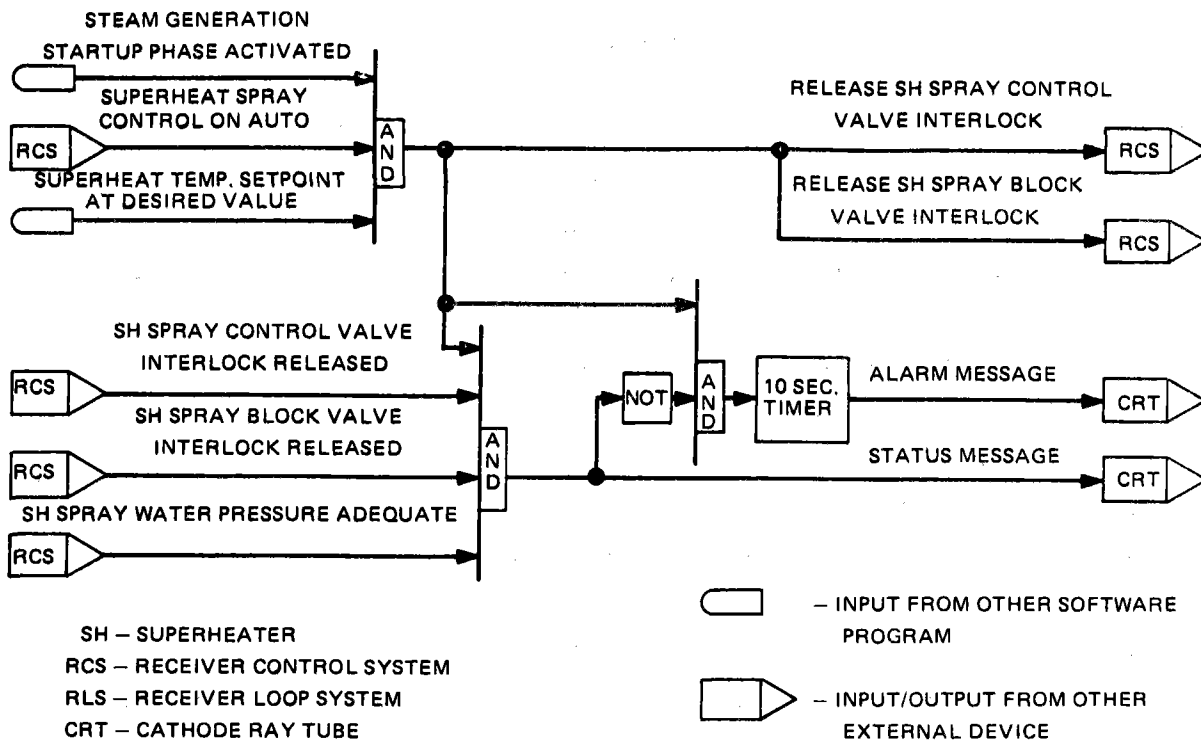 STEAM GENERATION
STARTUP PHASE ACTIVATED
SUPERHEAT SPRAY
CONTROL ON AUTO
RCS
AND
SUPERHEAT TEMP. SETPOINT
AT DESIRED VALUE
RELEASE SH SPRAY CONTROL
VALVE INTERLOCK
RCS
RELEASE SH SPRAY BLOCK
VALVE INTERLOCK
RCS
SH SPRAY CONTROL VALVE
INTERLOCK RELEASED
RCS
SH SPRAY BLOCK VALVE
INTERLOCK RELEASED
RCS
AND
SH SPRAY WATER PRESSURE ADEQUATE
RCS
NOT
AND
10 SEC.
TIMER
ALARM MESSAGE
CRT
STATUS MESSAGE
CRT
SH – SUPERHEATER
RCS – RECEIVER CONTROL SYSTEM
RLS – RECEIVER LOOP SYSTEM
CRT – CATHODE RAY TUBE
– INPUT FROM OTHER SOFTWARE
PROGRAM
– INPUT/OUTPUT FROM OTHER
EXTERNAL DEVICE